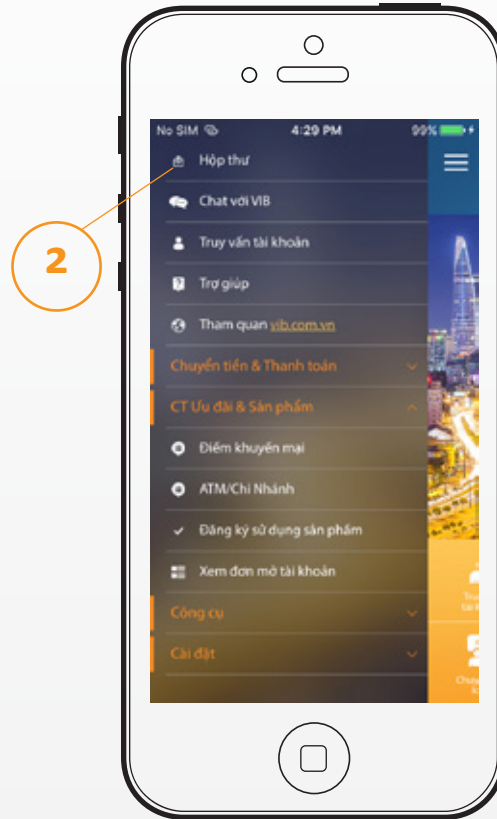 No SIM 4:29 PM 99%
Hộp thư
2
Chat với VIB
Truy vấn tài khoản
Trợ giúp
Tham quan vib.com.vn
Chuyển tiền & Thanh toán
CT Ưu đãi & Sản phẩm
Điểm khuyến mại
ATM/Chi Nhánh
Đăng ký sử dụng sản phẩm
Xem đơn mở tài khoản
Công cụ
Cài đặt